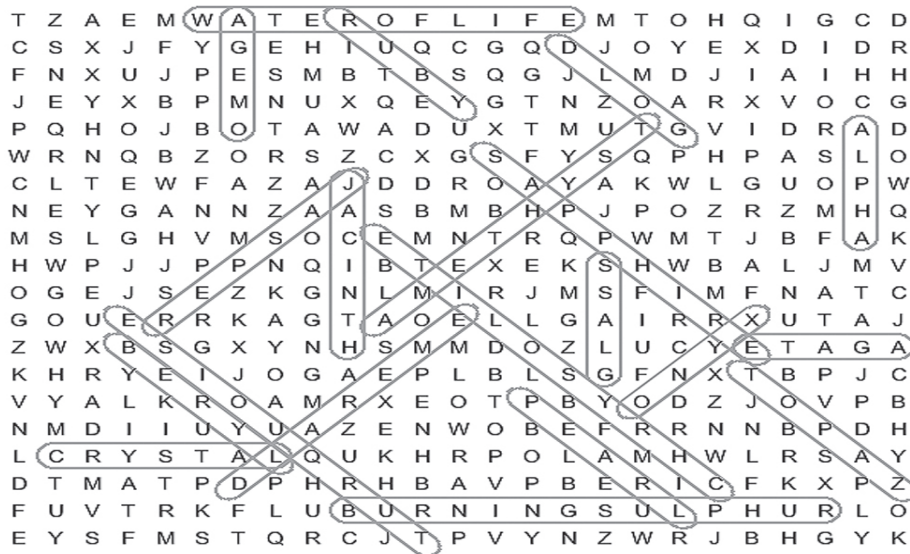 T Z A E M W A T E R O F L I F E M T O H Q I G C D
C S X J F Y G E H I U Q C G Q D J O Y E X D I D R
F N X U J P E S M B T B S Q G J L M D J I A I H H
J E Y X B P M N U X Q E Y G T N Z O A R X V O C G
P Q H O J B O T A W A D U X T M U T G V I D R A D
W R N Q B Z O R S Z C X G S F Y S Q P H P A S L O
C L T E W F A Z A J D D R O A Y A K W L G U O P W
N E Y G A N N Z A A S B M B H P J P O Z R Z M H Q
M S L G H V M S O C E M N T R Q P W M T J B F A K
H W P J J P P N Q I B T E X E K S H W B A L J M V
O G E J S E Z K G N L M I R J M S F I M F N A T C
G O U E R R K A G T A O E L L G A I R R X U T A J
Z W X B S G X Y N H S M M D O Z L U C Y E T A G A
K H R Y E I J O G A E P L B L S G F N X T B P J C
V Y A L K R O A M R X E O T P B Y O D Z J O V P B
N M D I I U Y U A Z E N W O B E F R R N N B P D H
L C R Y S T A L Q U K H R P O L A M H W L R S A Y
D T M A T P D P H R H B A V P B E R I C F K X P Z
F U V T R K F L U B U R N I N G S U L P H U R L O
E Y S F M S T Q R C J T P V Y N Z W R J B H G Y K